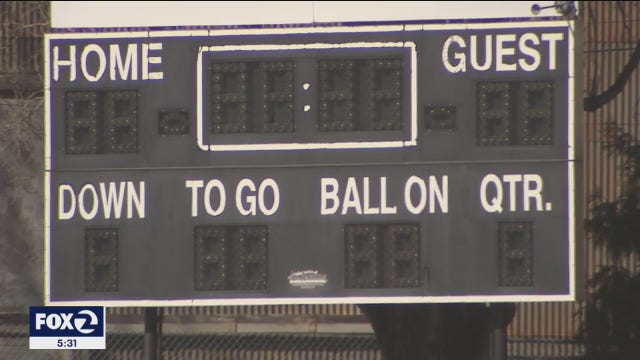 HOME GUEST
:
DOWN TO GO BALL ON QTR.
FOX 2
5:31